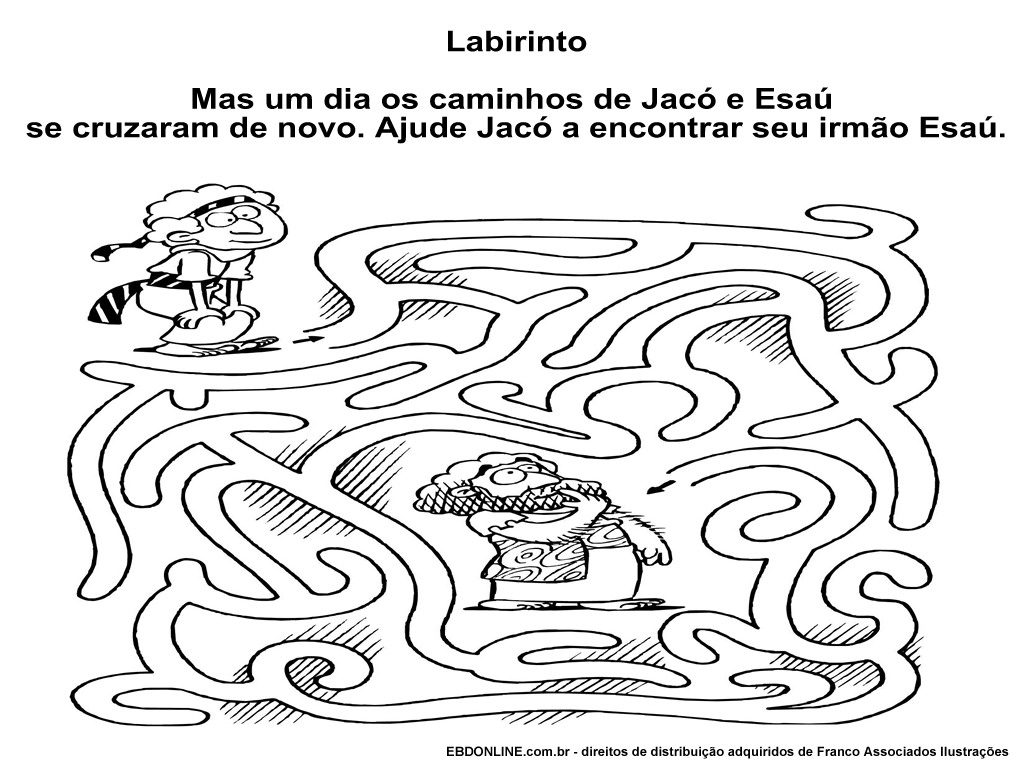 Labirinto
Mas um dia os caminhos de Jacó e Esaú
se cruzaram de novo. Ajude Jacó a encontrar seu irmão Esaú.
EBDONLINE.com.br - direitos de distribuição adquiridos de Franco Associados Ilustrações